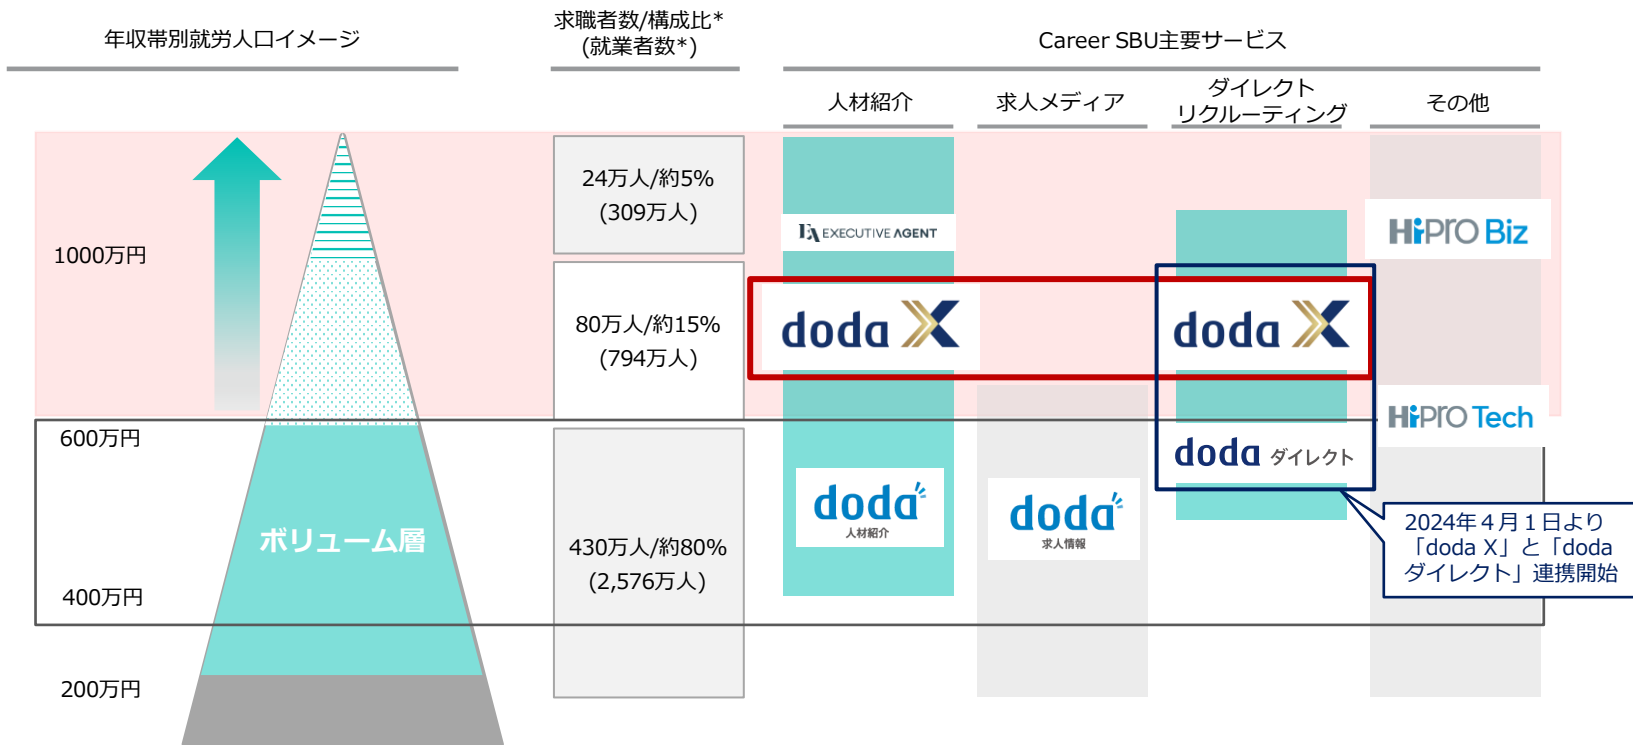 年収帯別就労人口イメージ
求職者数/構成比*
(就業者数*)
Career SBU主要サービス
人材紹介
求人メディア
ダイレクト
リクルーティング
その他
24万人/約5%
(309万人)
EA EXECUTIVE AGENT
HiPRO Biz
1000万円
80万人/約15%
(794万人)
doda X
doda X
HiPRO Tech
600万円
doda ダイレクト
doda
人材紹介
doda
求人情報
ボリューム層
430万人/約80%
(2,576万人)
2024年4月1日より
「doda X」と「doda
ダイレクト」連携開始
400万円
200万円